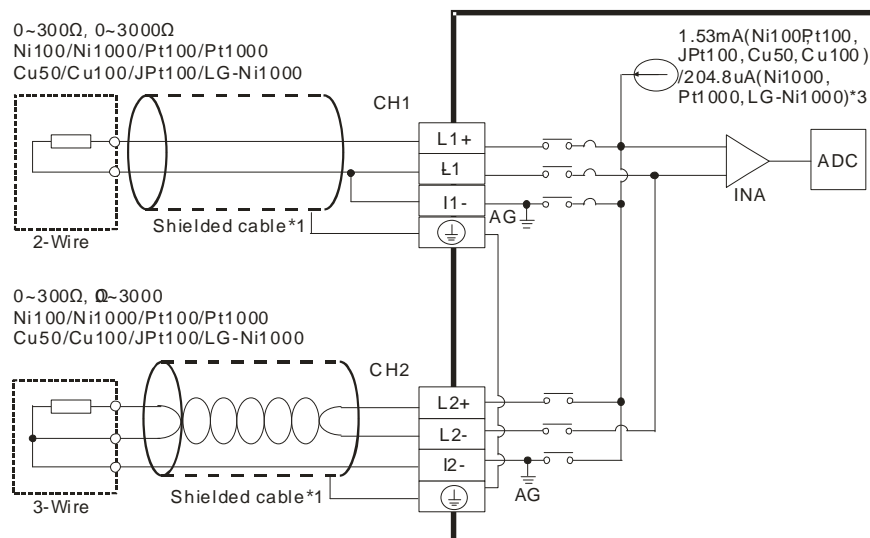 0~300Ω, 0~3000Ω
Ni100/Ni1000/Pt100/Pt1000
Cu50/Cu100/JPt100/LG-Ni1000
CH1
1.53mA(Ni100,Pt100,
JPt100, Cu50, Cu100)
/204.8uA(Ni1000,
Pt1000, LG-Ni1000)*3
L1+
L1
I1-
AG
INA
ADC
2-Wire
Shielded cable*1
0~300Ω, 0~3000
Ni100/Ni1000/Pt100/Pt1000
Cu50/Cu100/JPt100/LG-Ni1000
CH2
L2+
L2-
I2-
AG
3-Wire
Shielded cable*1